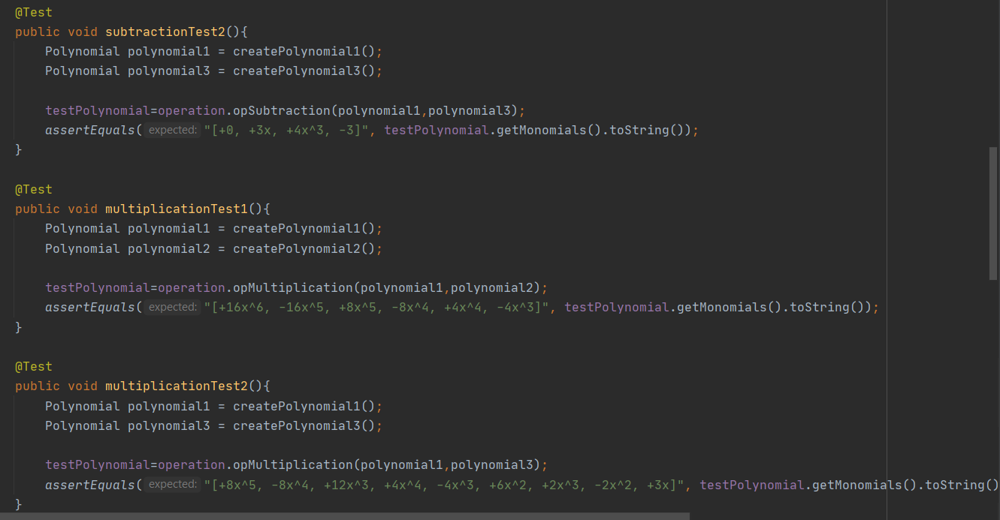 @Test
public void subtractionTest2(){
Polynomial polynomial1 = createPolynomial1();
Polynomial polynomial3 = createPolynomial3();
testPolynomial=operation.opSubtraction(polynomial1,polynomial3);
assertEquals( expected: "[+0, +3x, +4x^3, -3]", testPolynomial.getMonomials().toString());
}
@Test
public void multiplicationTest1(){
Polynomial polynomial1 = createPolynomial1();
Polynomial polynomial2 = createPolynomial2();
testPolynomial=operation.opMultiplication(polynomial1,polynomial2);
assertEquals( expected: "[+16x^6, -16x^5, +8x^5, -8x^4, +4x^4, -4x^3]", testPolynomial.getMonomials().toString());
}
@Test
public void multiplicationTest2(){
Polynomial polynomial1 = createPolynomial1();
Polynomial polynomial3 = createPolynomial3();
testPolynomial=operation.opMultiplication(polynomial1,polynomial3);
assertEquals( expected: "[+8x^5, -8x^4, +12x^3, +4x^4, -4x^3, +6x^2, +2x^3, -2x^2, +3x]", testPolynomial.getMonomials().toString()
}